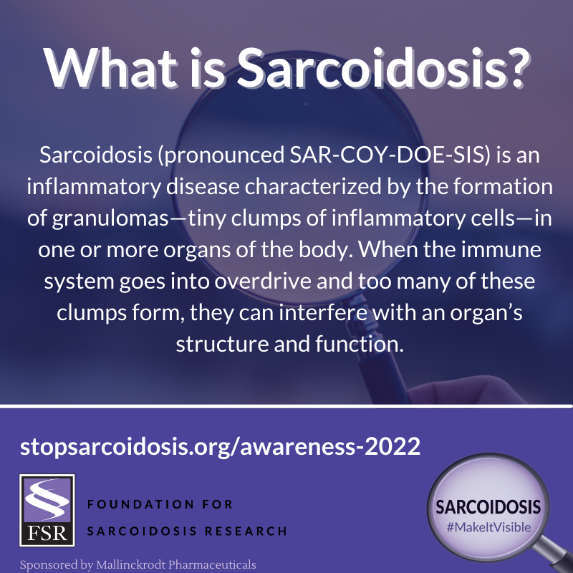 What is Sarcoidosis?
Sarcoidosis (pronounced SAR-COY-DOE-SIS) is an
inflammatory disease characterized by the formation
of granulomas—tiny clumps of inflammatory cells—in
one or more organs of the body. When the immune
system goes into overdrive and too many of these
clumps form, they can interfere with an organ's
structure and function.
stopsarcoidosis.org/awareness-2022
FSR
FOUNDATION FOR
SARCOIDOSIS RESEARCH
Sponsored by Mallinckrodt Pharmaceuticals
SARCOIDOSIS
#MakeItVisible